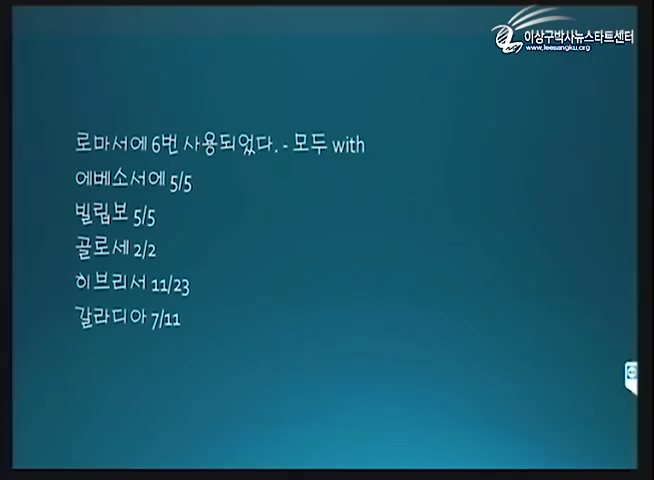 이상구박사뉴스타트센터
www.leesangku.org
로마서에 6번 사용되었다. - 모두 with
에베소서에 5/5
빌립보 5/5
골로세 2/2
히브리서 11/23
갈라디아 7/11